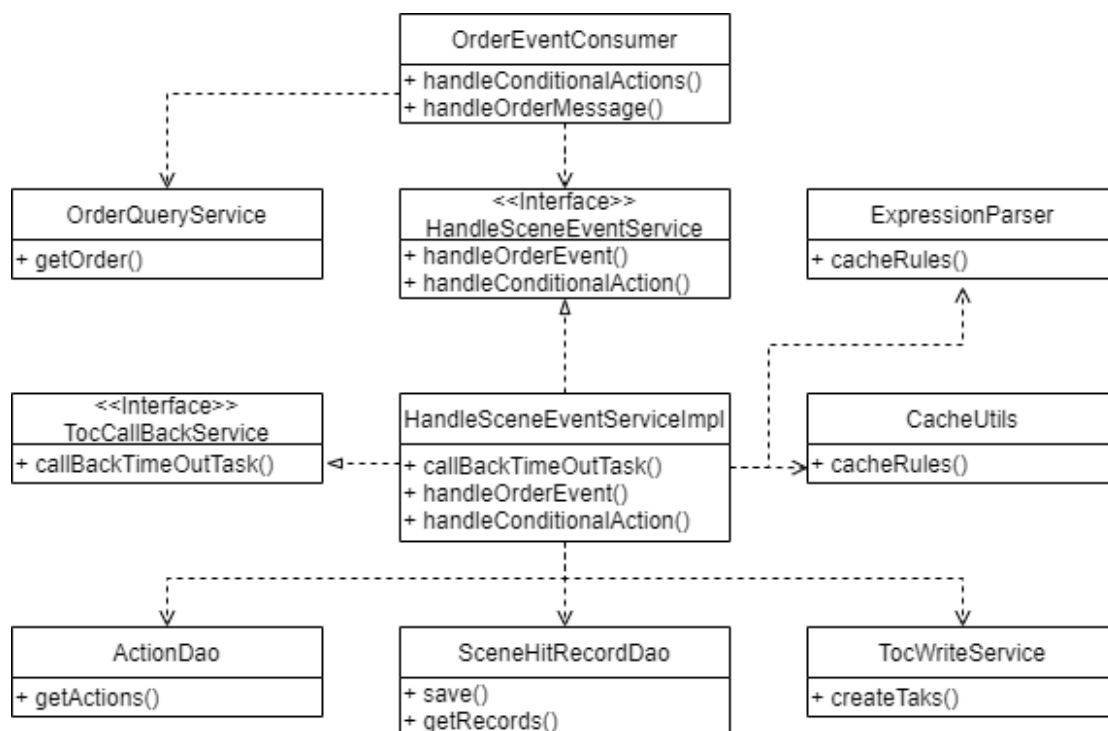 OrderEventConsumer
+ handleConditionalActions()
+ handleOrderMessage()
OrderQueryService
+ getOrder()
<<Interface>>
HandleSceneEventService
+ handleOrderEvent()
+ handleConditionalAction()
ExpressionParser
+ cacheRules()
<<Interface>>
TocCallBackService
+ callBackTimeOutTask()
HandleSceneEventServiceImpl
+ callBackTimeOutTask()
+ handleOrderEvent()
+ handleConditionalAction()
CacheUtils
+ cacheRules()
ActionDao
+ getActions()
SceneHitRecordDao
+ save()
+ getRecords()
TocWriteService
+ createTaks()